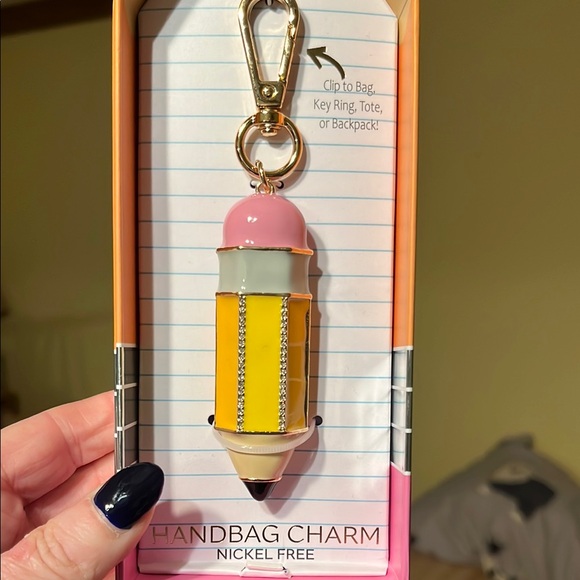 Clip to Bag,
Key Ring, Tote,
or Backpack!
HANDBAG CHARM
NICKEL FREE